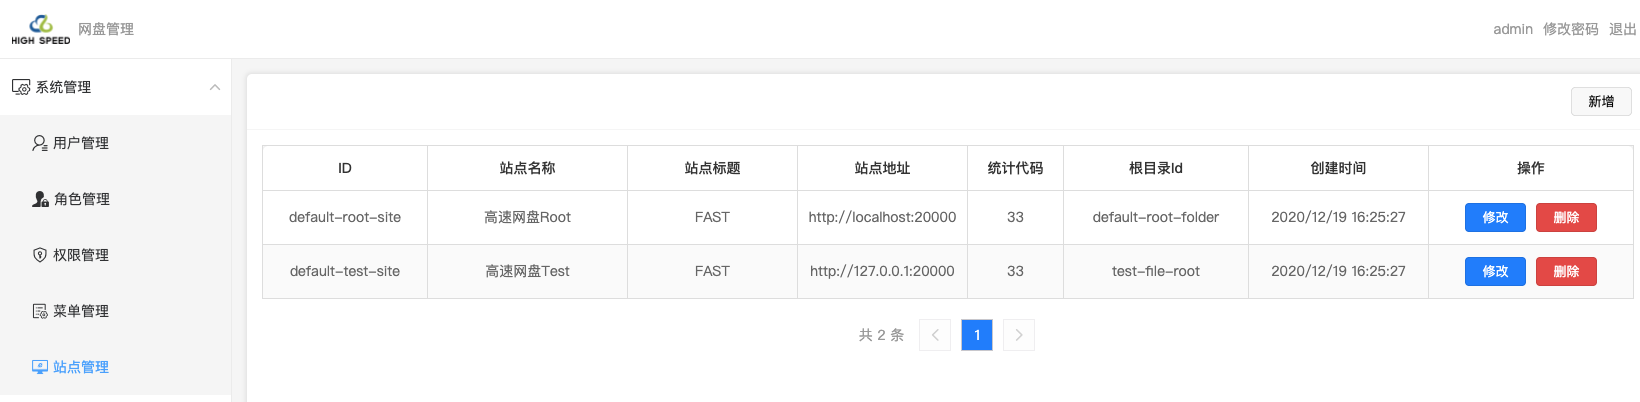 HIGH SPEED 网盘管理 admin 修改密码 退出
系统管理
用户管理
角色管理
权限管理
菜单管理
站点管理
新增
ID 站点名称 站点标题 站点地址 统计代码 根目录Id 创建时间 操作
default-root-site 高速网盘Root FAST http://localhost:20000 33 default-root-folder 2020/12/19 16:25:27 修改 删除
default-test-site 高速网盘Test FAST http://127.0.0.1:20000 33 test-file-root 2020/12/19 16:25:27 修改 删除
共 2 条 1